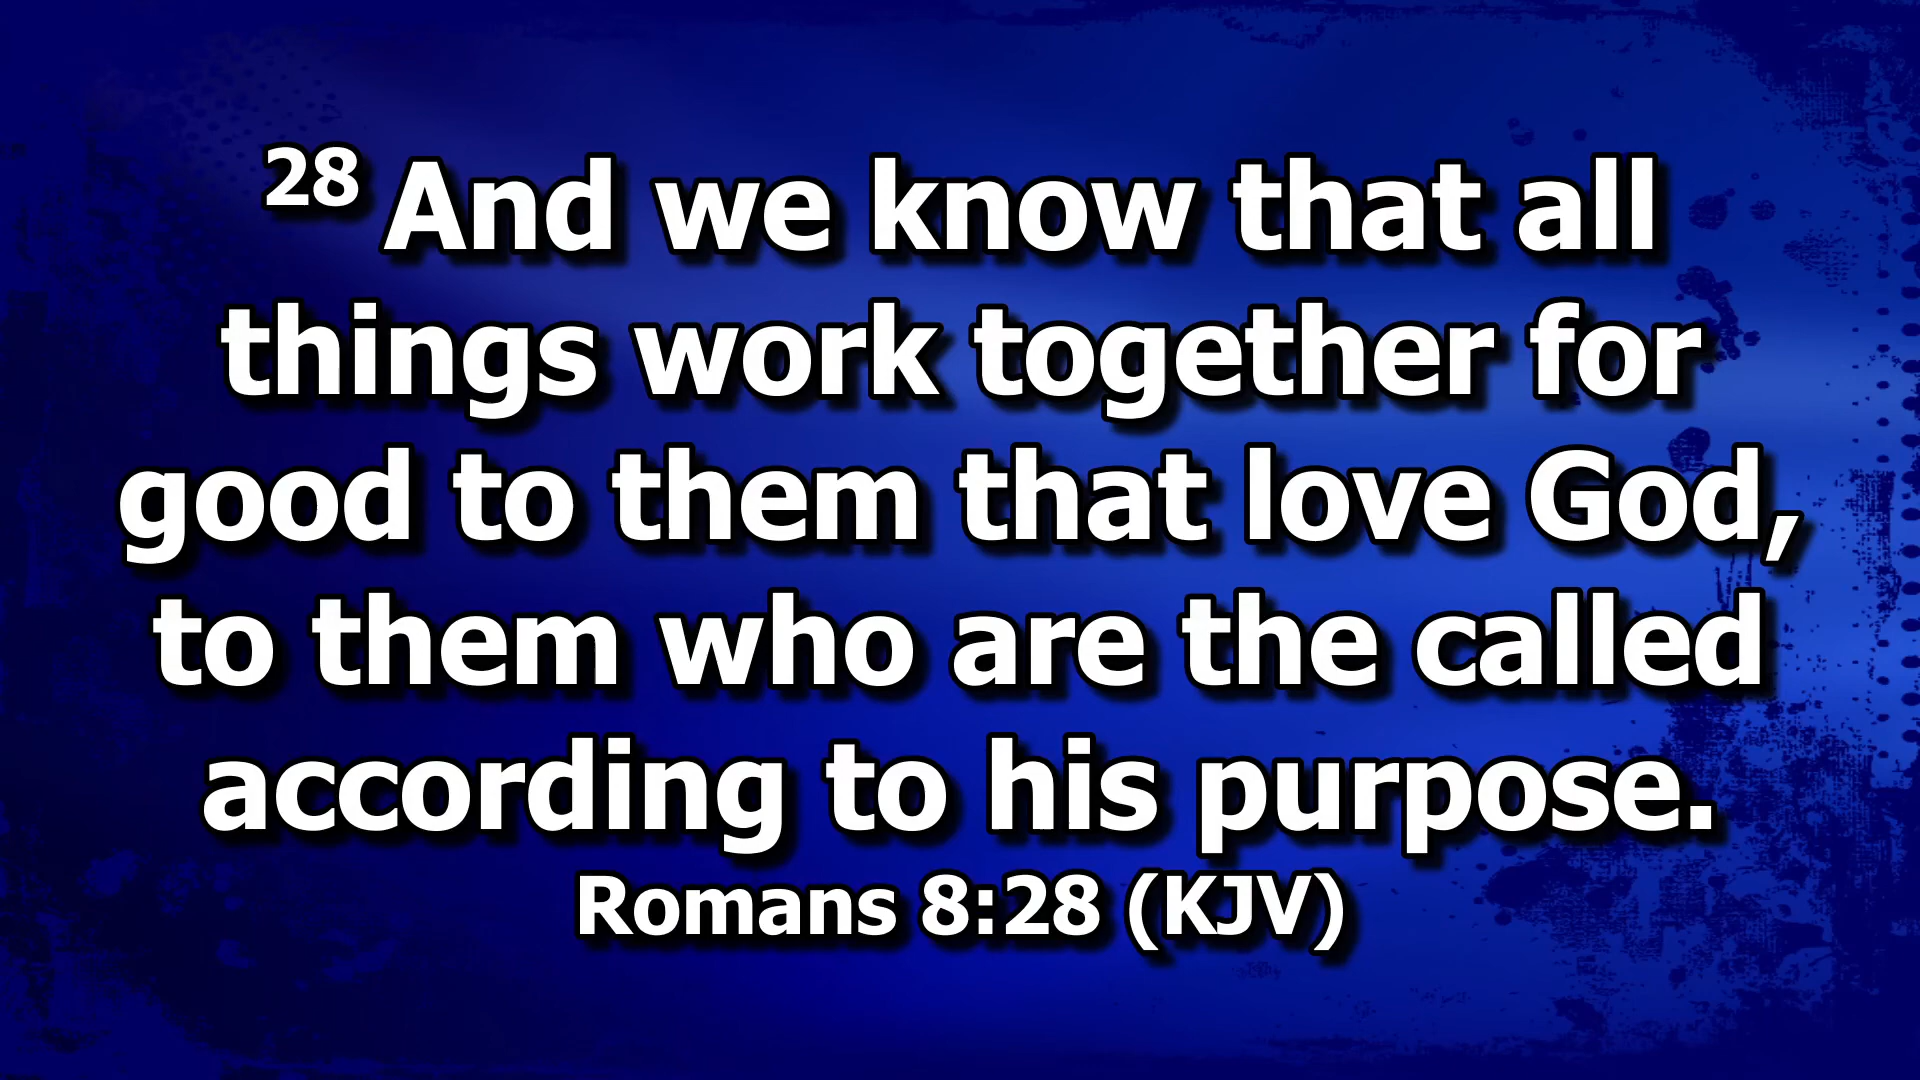 28 And we know that all
things work together for
good to them that love God,
to them who are the called
according to his purpose.
Romans 8:28 (KJV)